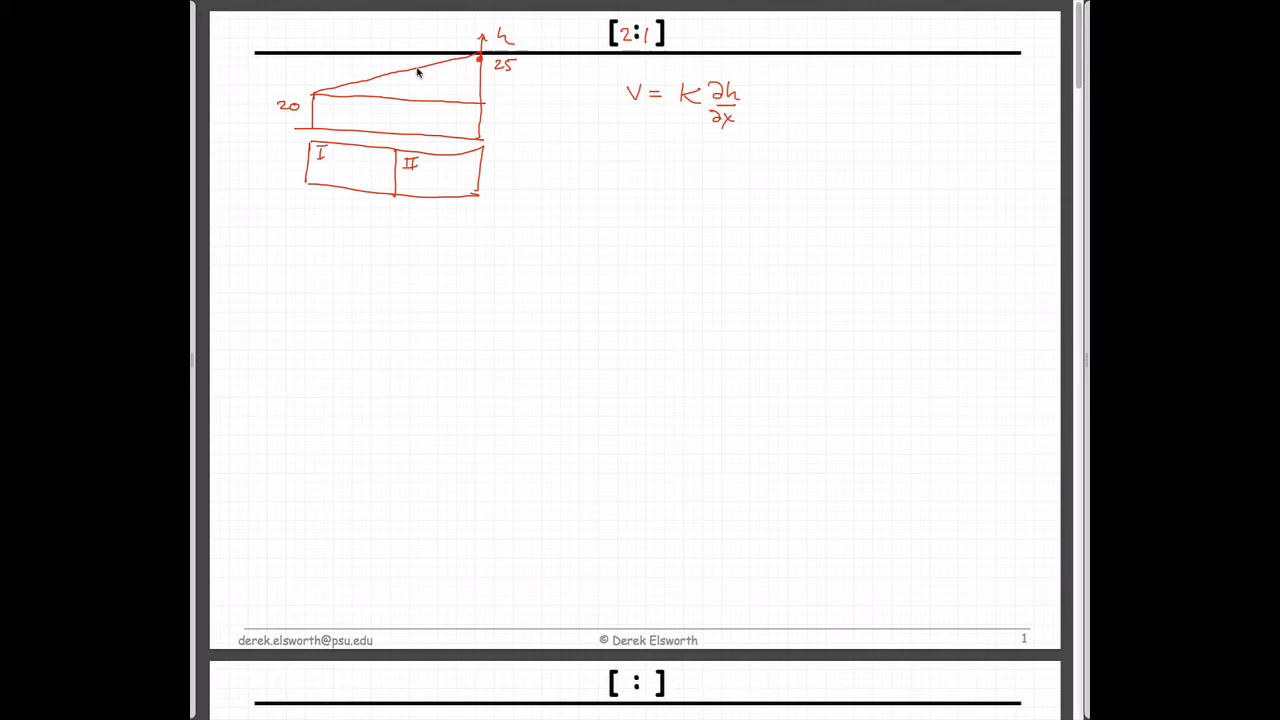 [2:1]
h
25
20
V = K ∂h/∂x
I
II
derek.elsworth@psu.edu
© Derek Elsworth
1
[ : ]